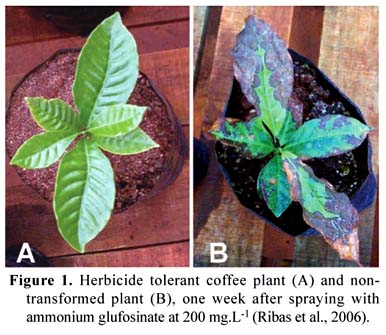 A B
Figure 1. Herbicide tolerant coffee plant (A) and non-
transformed plant (B), one week after spraying with
ammonium glufosinate at 200 mg.L-1 (Ribas et al., 2006).